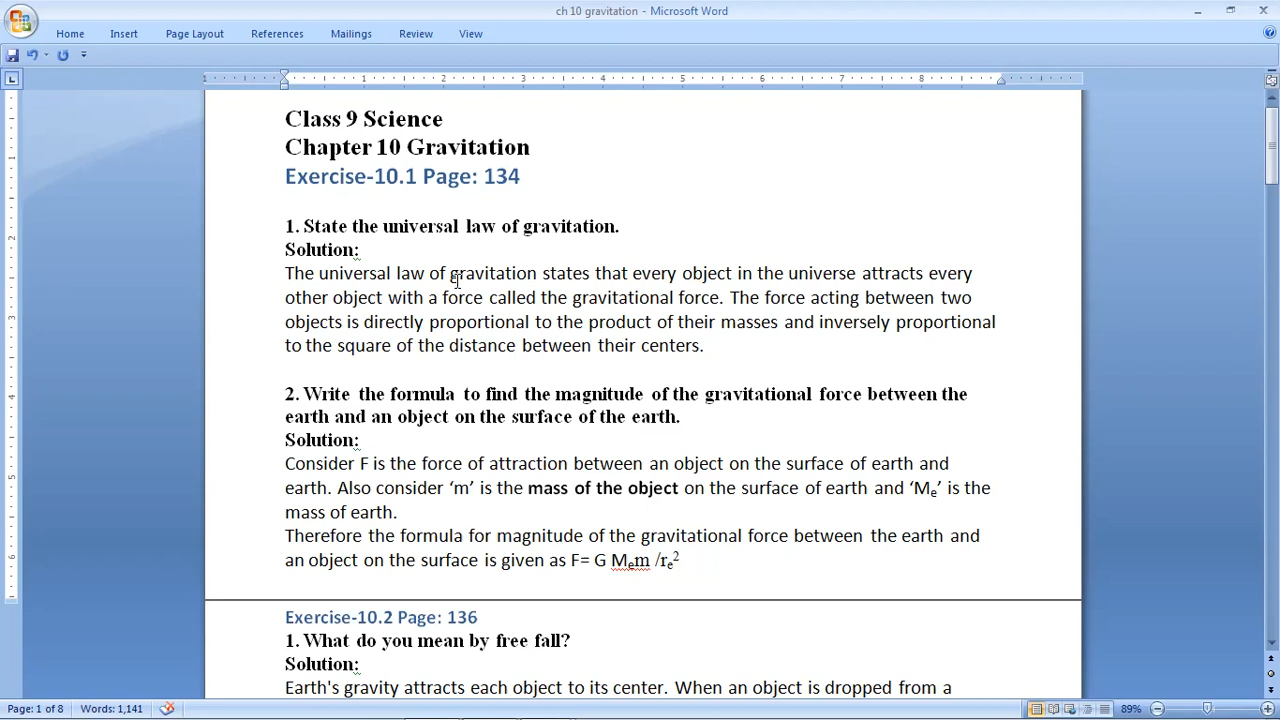 ch 10 gravitation - Microsoft Word
Home Insert Page Layout References Mailings Review View
1 1 2 3 4 5 6 7 8
Class 9 Science
Chapter 10 Gravitation
Exercise-10.1 Page: 134
1. State the universal law of gravitation.
Solution:
The universal law of gravitation states that every object in the universe attracts every
other object with a force called the gravitational force. The force acting between two
objects is directly proportional to the product of their masses and inversely proportional
to the square of the distance between their centers.
2. Write the formula to find the magnitude of the gravitational force between the
earth and an object on the surface of the earth.
Solution:
Consider F is the force of attraction between an object on the surface of earth and
earth. Also consider ‘m’ is the mass of the object on the surface of earth and ‘Mₑ’ is the
mass of earth.
Therefore the formula for magnitude of the gravitational force between the earth and
an object on the surface is given as F= G Mₑm /rₑ²
Exercise-10.2 Page: 136
1. What do you mean by free fall?
Solution:
Earth's gravity attracts each object to its center. When an object is dropped from a
Page: 1 of 8 Words: 1,141 89%